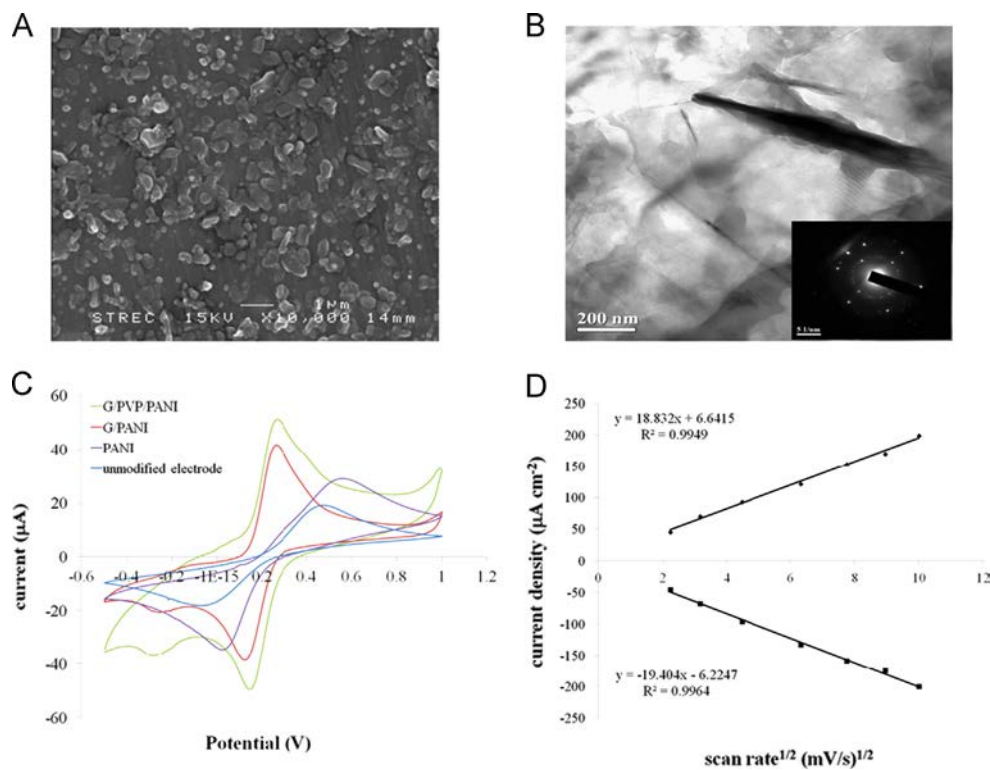 A
B
STREC 15KV X10,000 1μm 14mm
200 nm
5 1/nm
C
D
60
40
20
0
-20
-40
-60
current (μA)
G/PVP/PANI
G/PANI
PANI
unmodified electrode
-0.6 -0.4 -0.2 -1E-15 0.2 0.4 0.6 0.8 1 1.2
Potential (V)
250
200
150
100
50
0
-50
-100
-150
-200
-250
current density (μA cm-2)
y = 18.832x + 6.6415
R² = 0.9949
0 2 4 6 8 10 12
y = -19.404x - 6.2247
R² = 0.9964
scan rate1/2 (mV/s)1/2